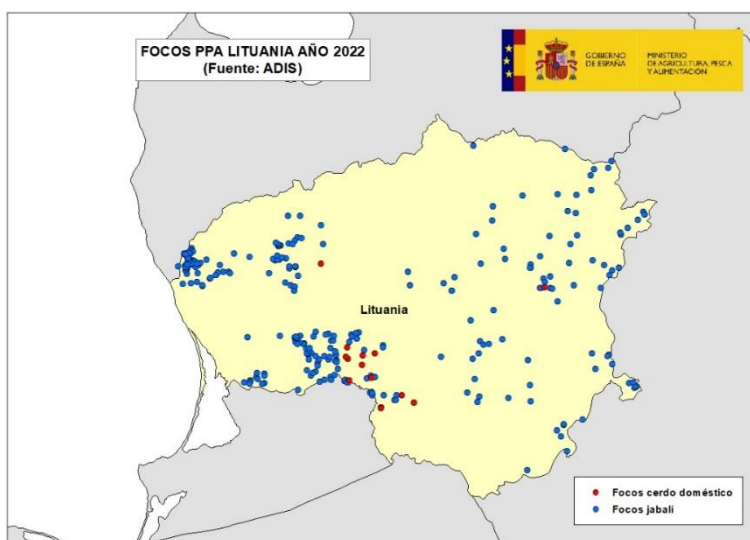 FOCOS PPA LITUANIA AÑO 2022
(Fuente: ADIS)
GOBIERNO
DE ESPAÑA
MINISTERIO
DE AGRICULTURA, PESCA
Y ALIMENTACIÓN
Lituania
Focos cerdo doméstico
Focos jabalí